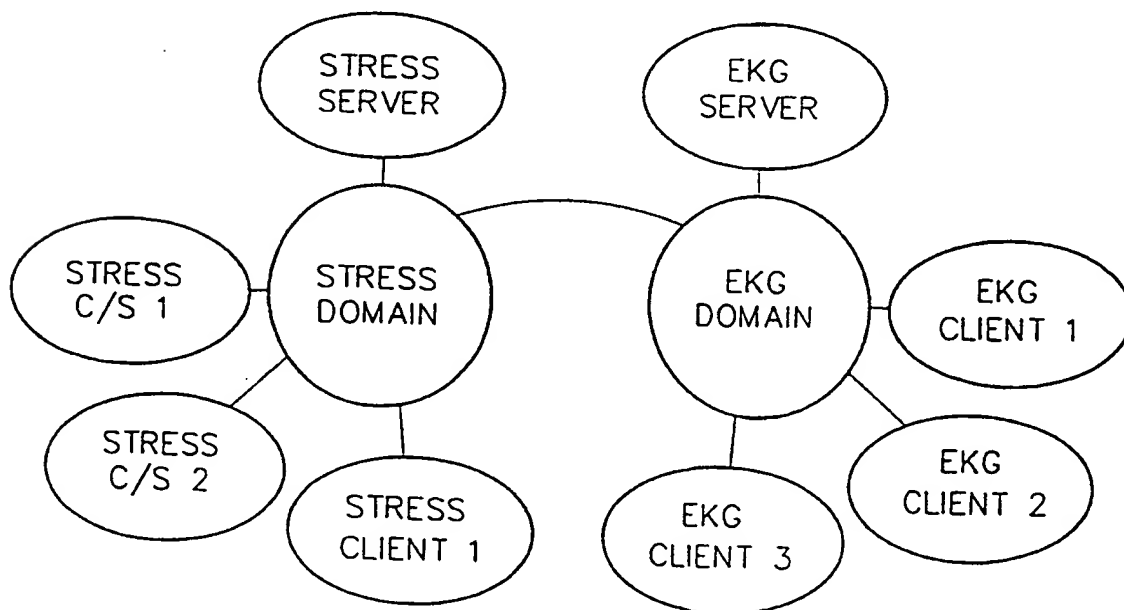 STRESS
SERVER
EKG
SERVER
STRESS
C/S 1
STRESS
DOMAIN
EKG
DOMAIN
EKG
CLIENT 1
STRESS
C/S 2
STRESS
CLIENT 1
EKG
CLIENT 3
EKG
CLIENT 2